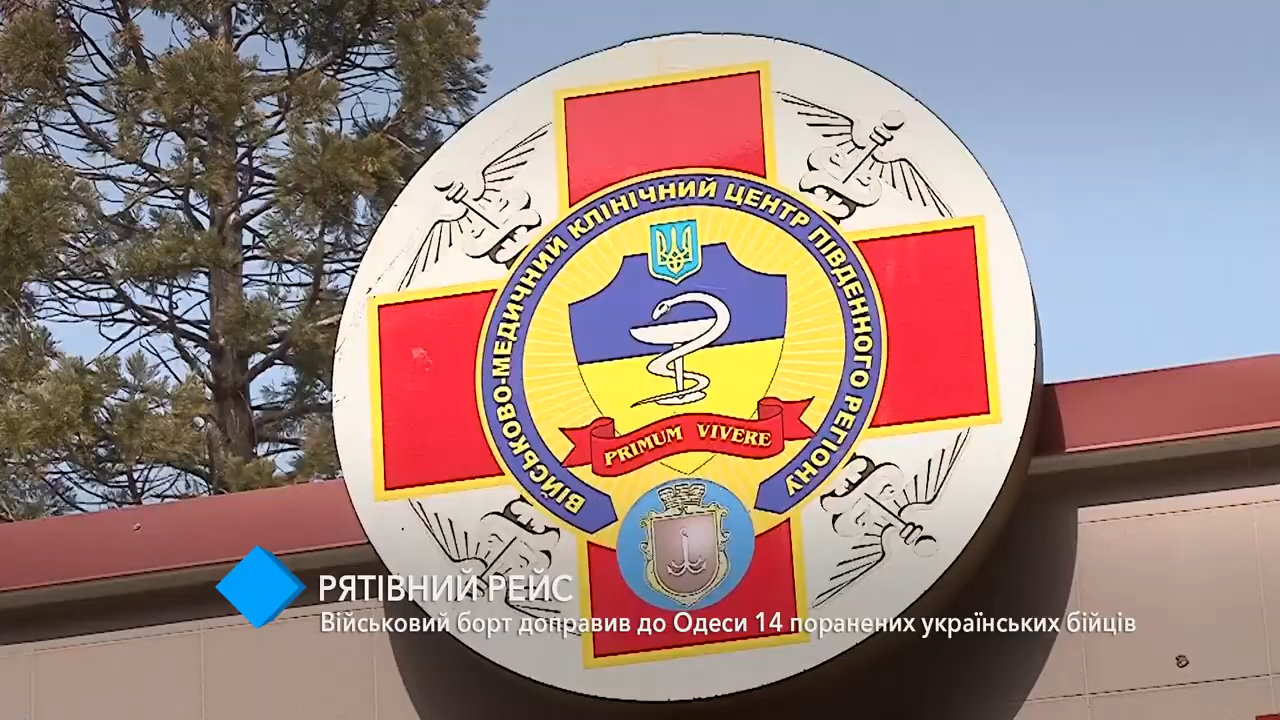 ВІЙСЬКОВО-МЕДИЧНИЙ КЛІНІЧНИЙ ЦЕНТР ПІВДЕННОГО РЕГІОНУ
PRIMUM VIVERE
РЯТІВНИЙ РЕЙС
Військовий борт доправив до Одеси 14 поранених українських бійців